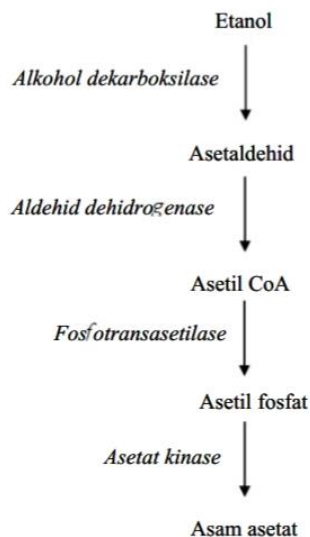 Etanol
Alkohol dekarboksilase
Asetaldehid
Aldehid dehidrogenase
Asetil CoA
Fosfotransasetilase
Asetil fosfat
Asetat kinase
Asam asetat